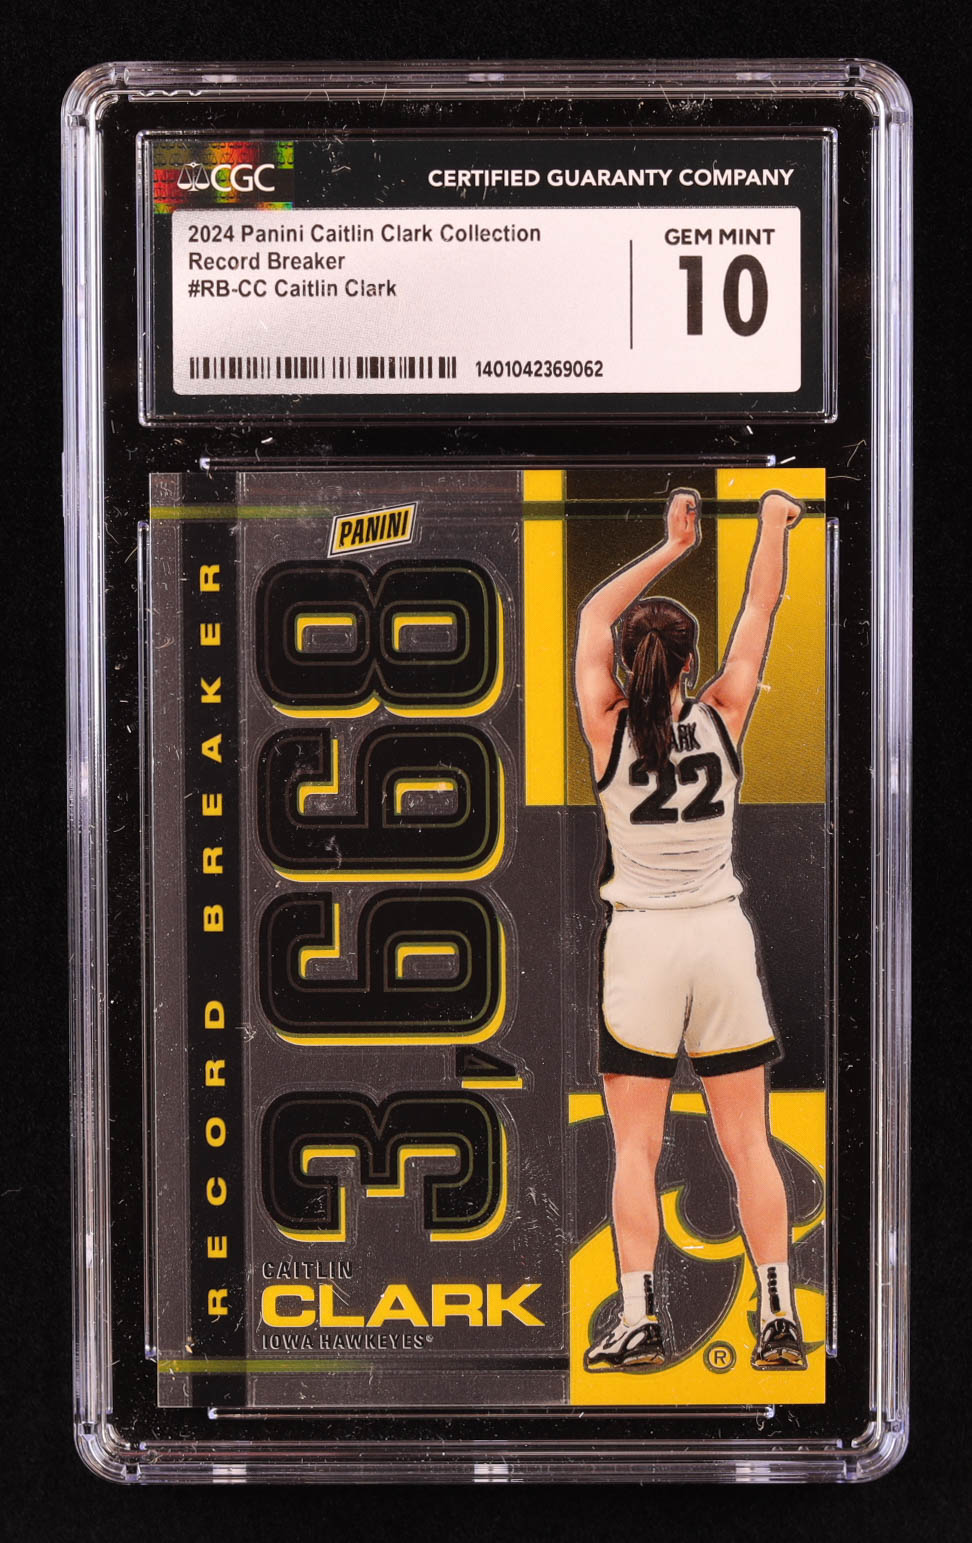 CGC
CERTIFIED GUARANTY COMPANY
2024 Panini Caitlin Clark Collection
Record Breaker
#RB-CC Caitlin Clark
GEM MINT
10
1401042369062
PANINI
RECORD BREAKER
3,668
ARK
22
CAITLIN
CLARK
IOWA HAWKEYES®
®